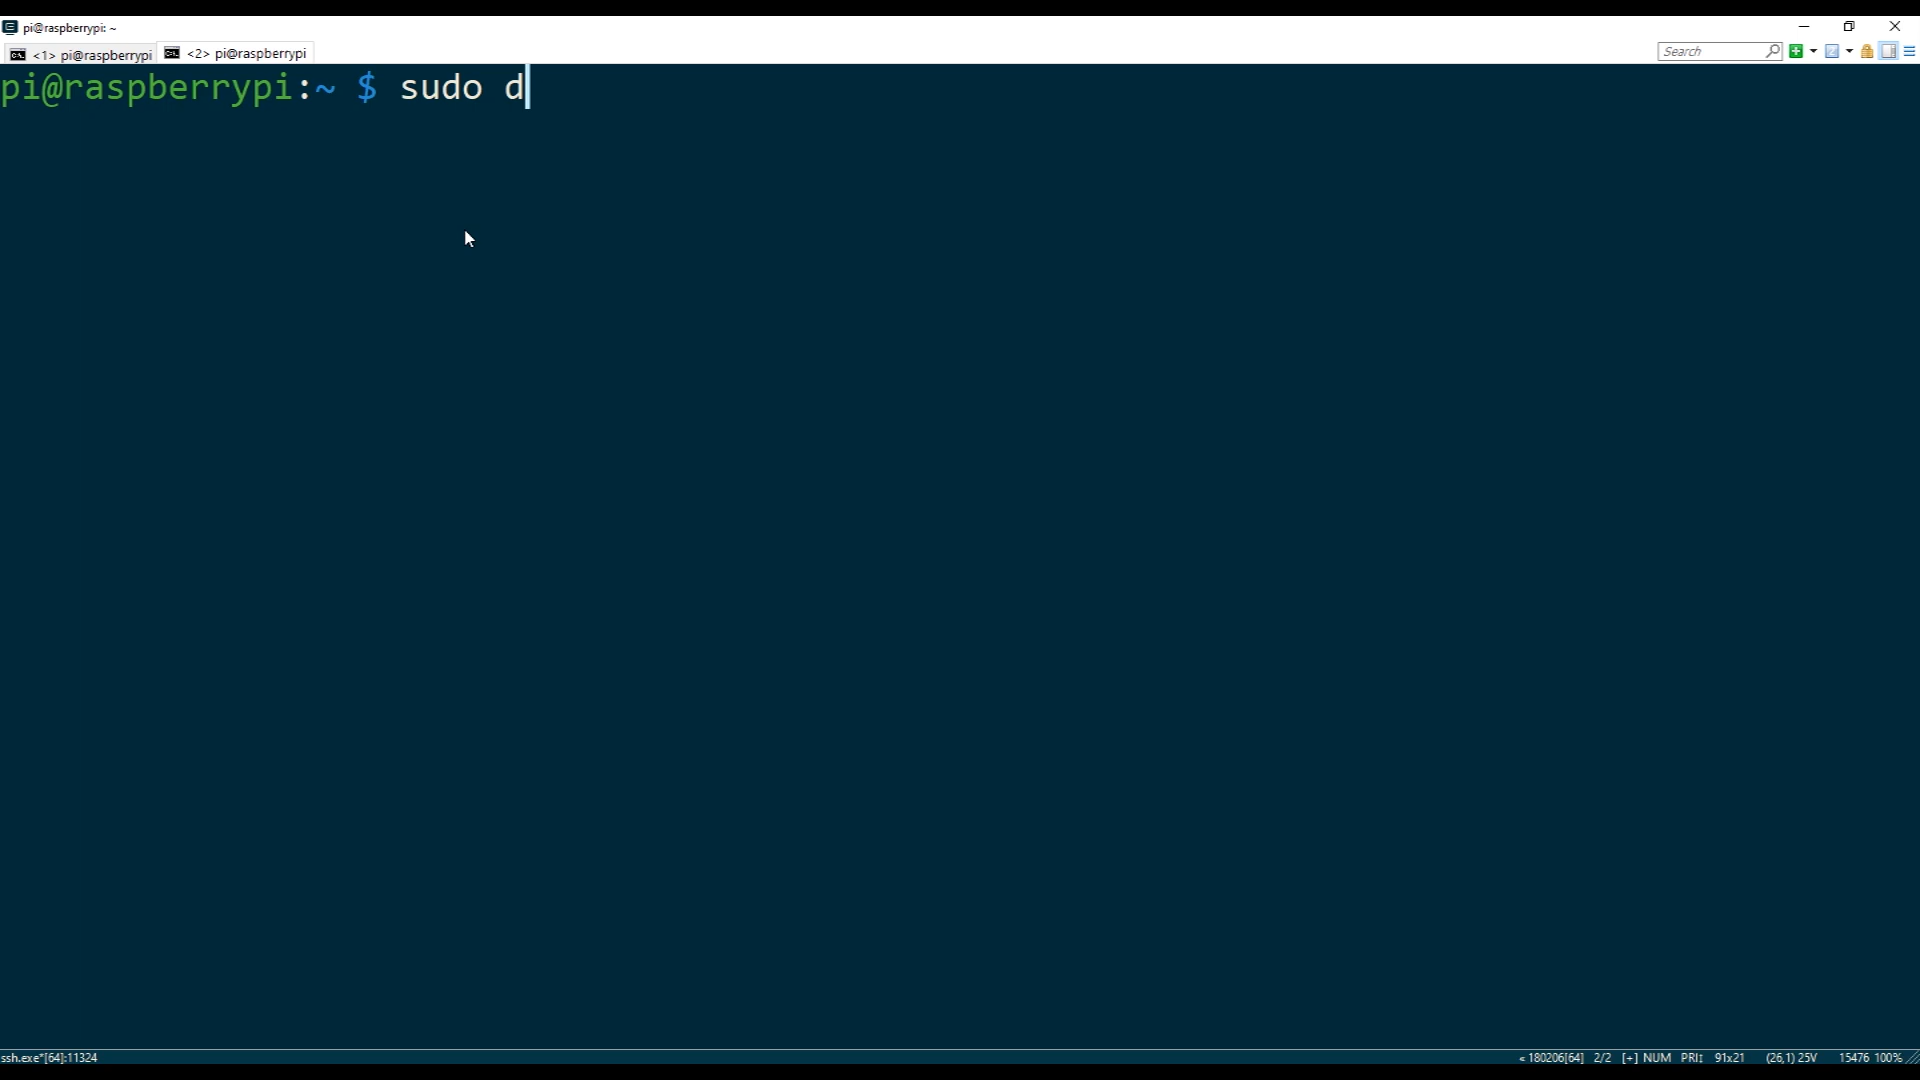 pi@raspberrypi: ~
<1> pi@raspberrypi
<2> pi@raspberrypi
Search
pi@raspberrypi:~ $ sudo d
ssh.exe*[64]:11324
« 180206[64] 2/2 [+] NUM PRI↕ 91x21 (26,1) 25V 15476 100%